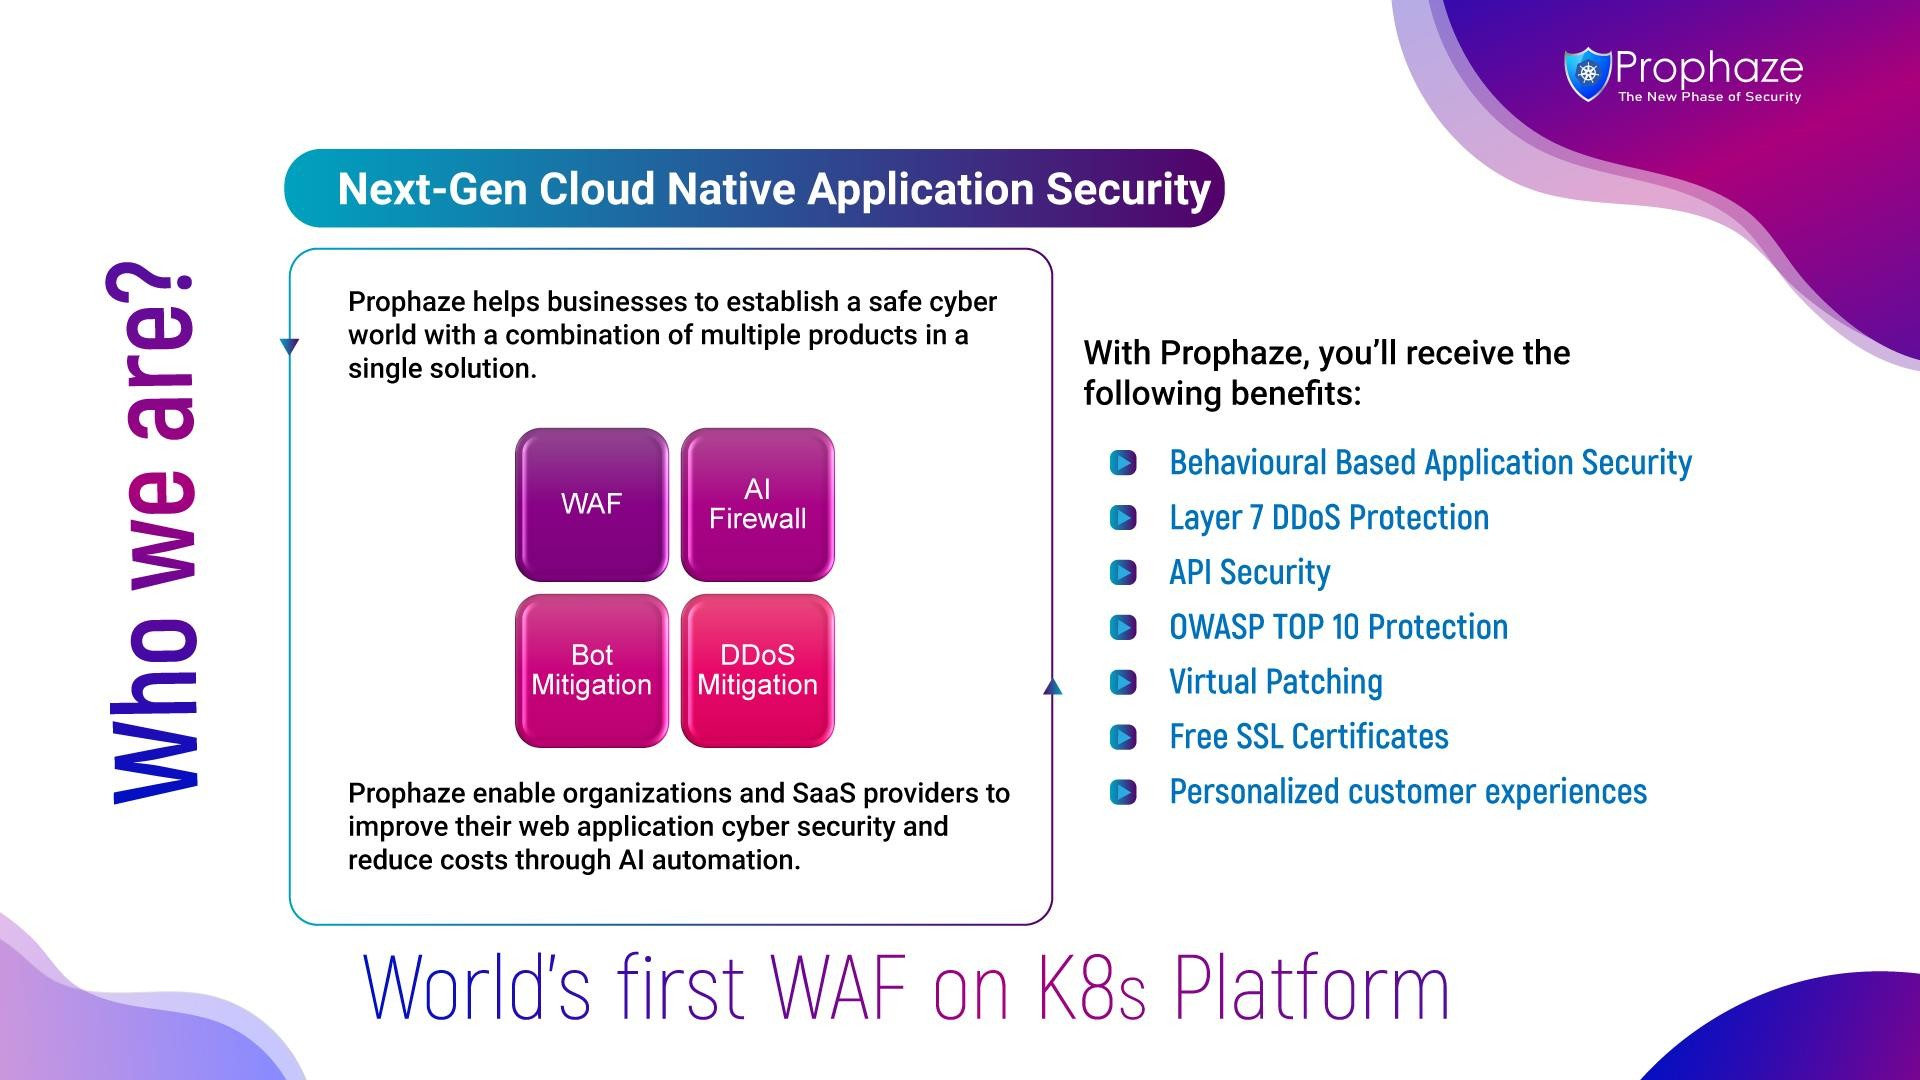 Prophaze
The New Phase of Security
Next-Gen Cloud Native Application Security
Who we are?
Prophaze helps businesses to establish a safe cyber
world with a combination of multiple products in a
single solution.
WAF
AI
Firewall
Bot
Mitigation
DDoS
Mitigation
Prophaze enable organizations and SaaS providers to
improve their web application cyber security and
reduce costs through AI automation.
With Prophaze, you’ll receive the
following benefits:
Behavioural Based Application Security
Layer 7 DDoS Protection
API Security
OWASP TOP 10 Protection
Virtual Patching
Free SSL Certificates
Personalized customer experiences
World’s first WAF on K8s Platform